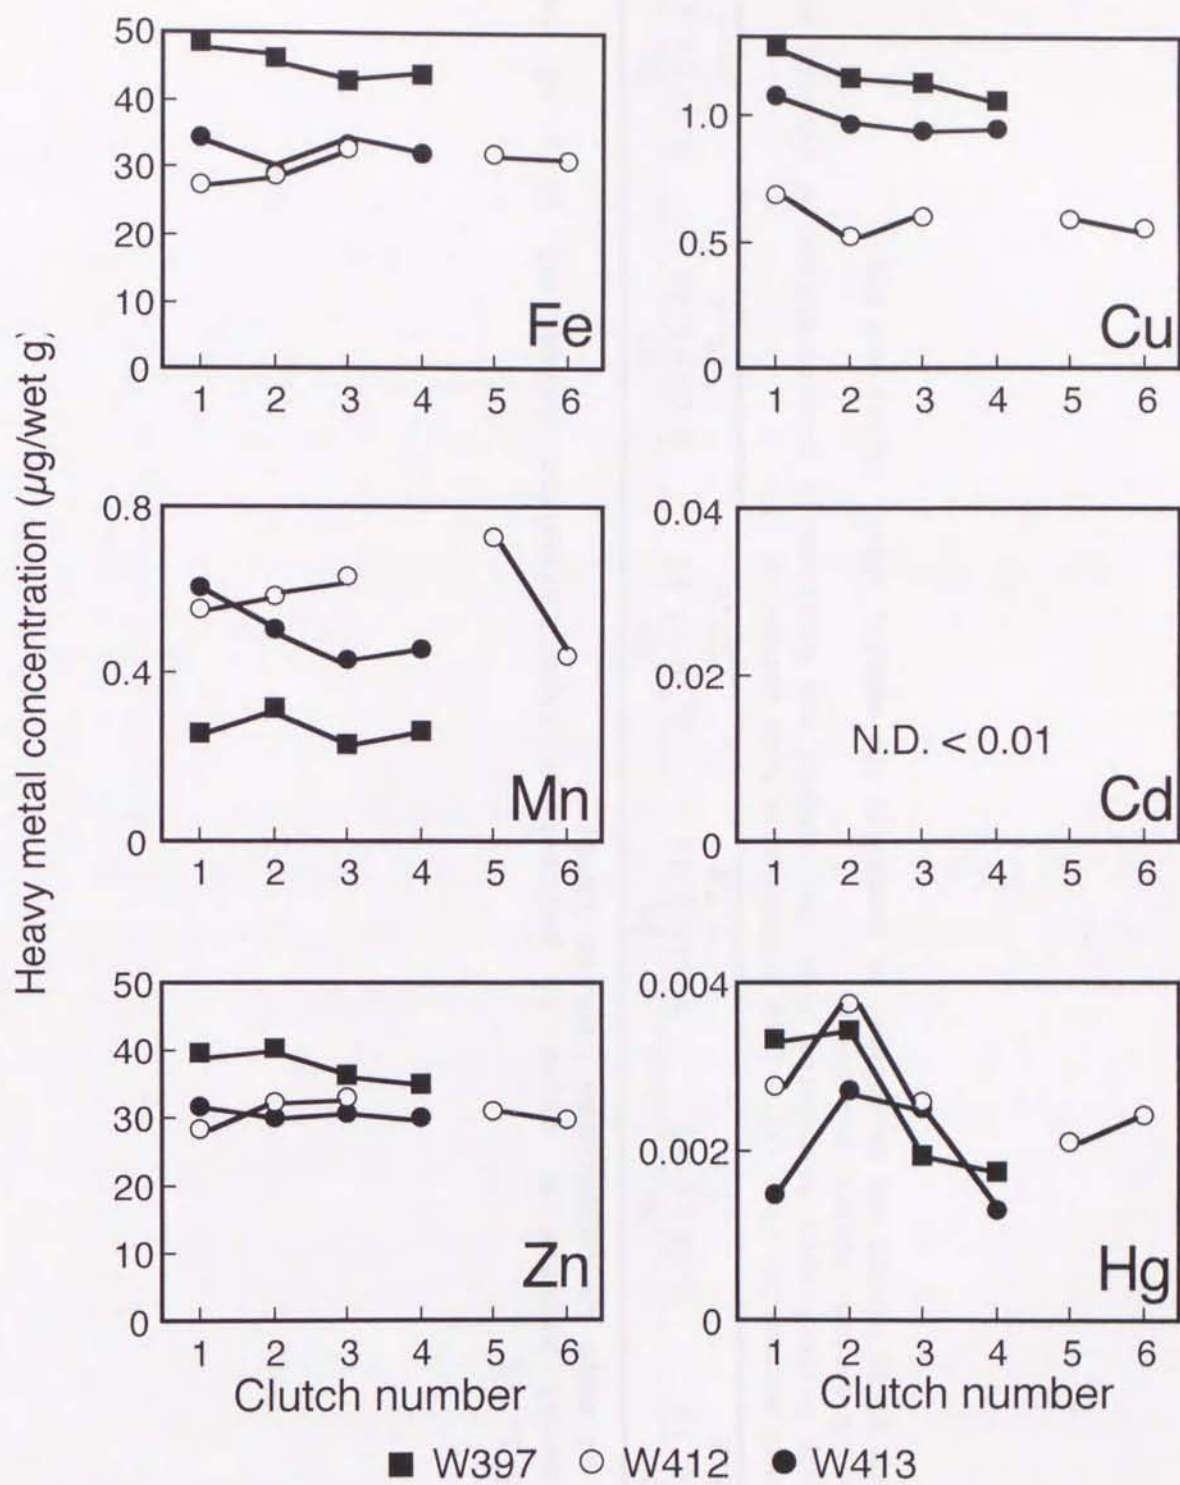 Heavy metal concentration (µg/wet g)
50
40
30
20
10
0
1 2 3 4 5 6
Fe
1.0
0.5
0
1 2 3 4 5 6
Cu
0.8
0.4
0
1 2 3 4 5 6
Mn
0.04
0.02
0
N.D. < 0.01
1 2 3 4 5 6
Cd
50
40
30
20
10
0
1 2 3 4 5 6
Zn
Clutch number
0.004
0.002
0
1 2 3 4 5 6
Hg
Clutch number
■ W397 ○ W412 ● W413